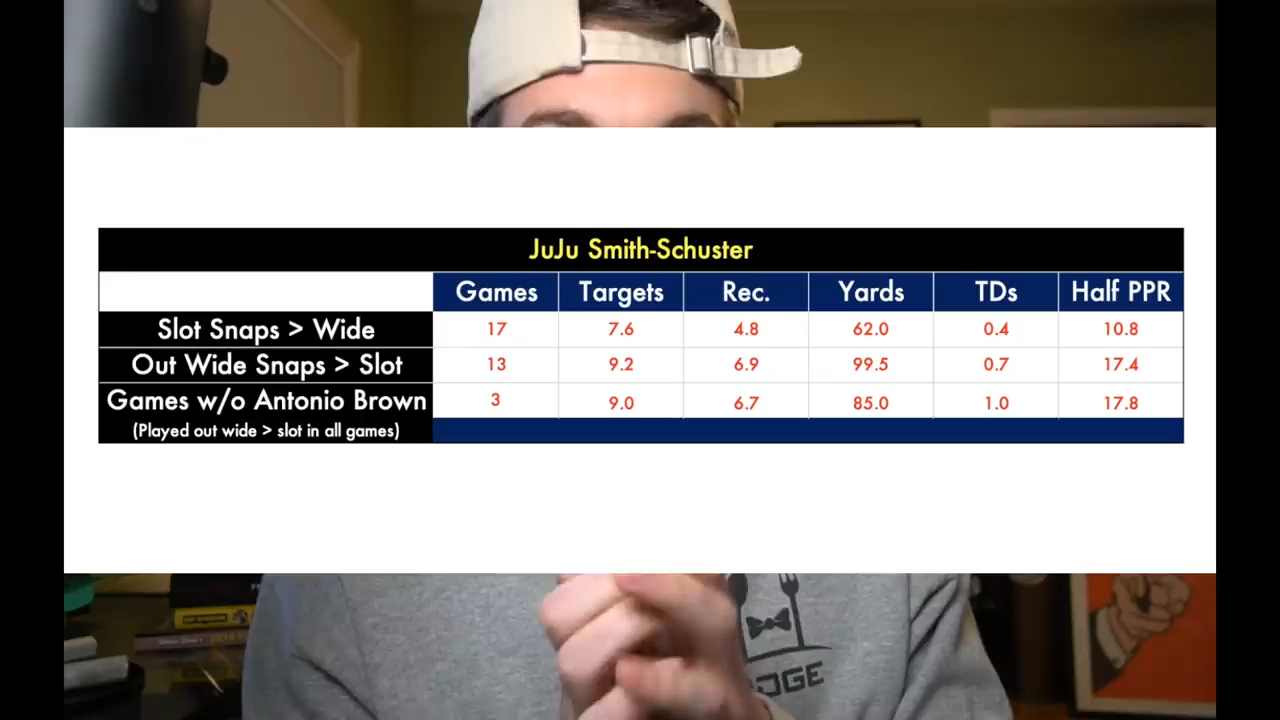 JuJu Smith-Schuster
Games Targets Rec. Yards TDs Half PPR
Slot Snaps > Wide 17 7.6 4.8 62.0 0.4 10.8
Out Wide Snaps > Slot 13 9.2 6.9 99.5 0.7 17.4
Games w/o Antonio Brown 3 9.0 6.7 85.0 1.0 17.8
(Played out wide > slot in all games)